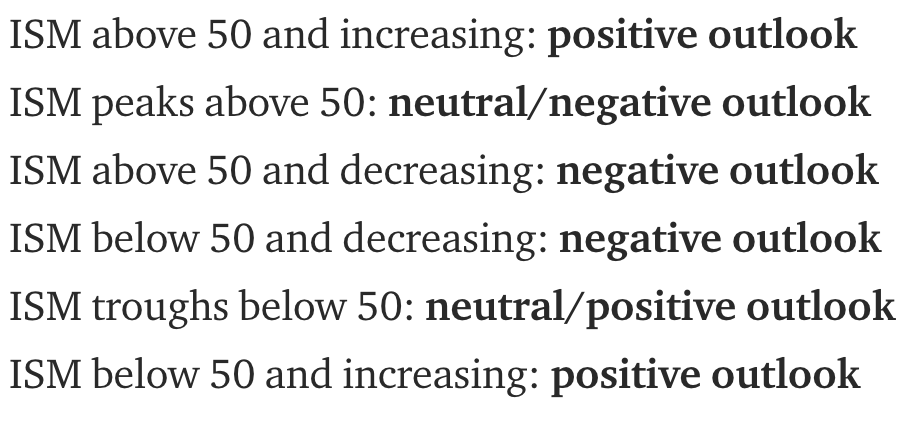 ISM above 50 and increasing: positive outlook
ISM peaks above 50: neutral/negative outlook
ISM above 50 and decreasing: negative outlook
ISM below 50 and decreasing: negative outlook
ISM troughs below 50: neutral/positive outlook
ISM below 50 and increasing: positive outlook